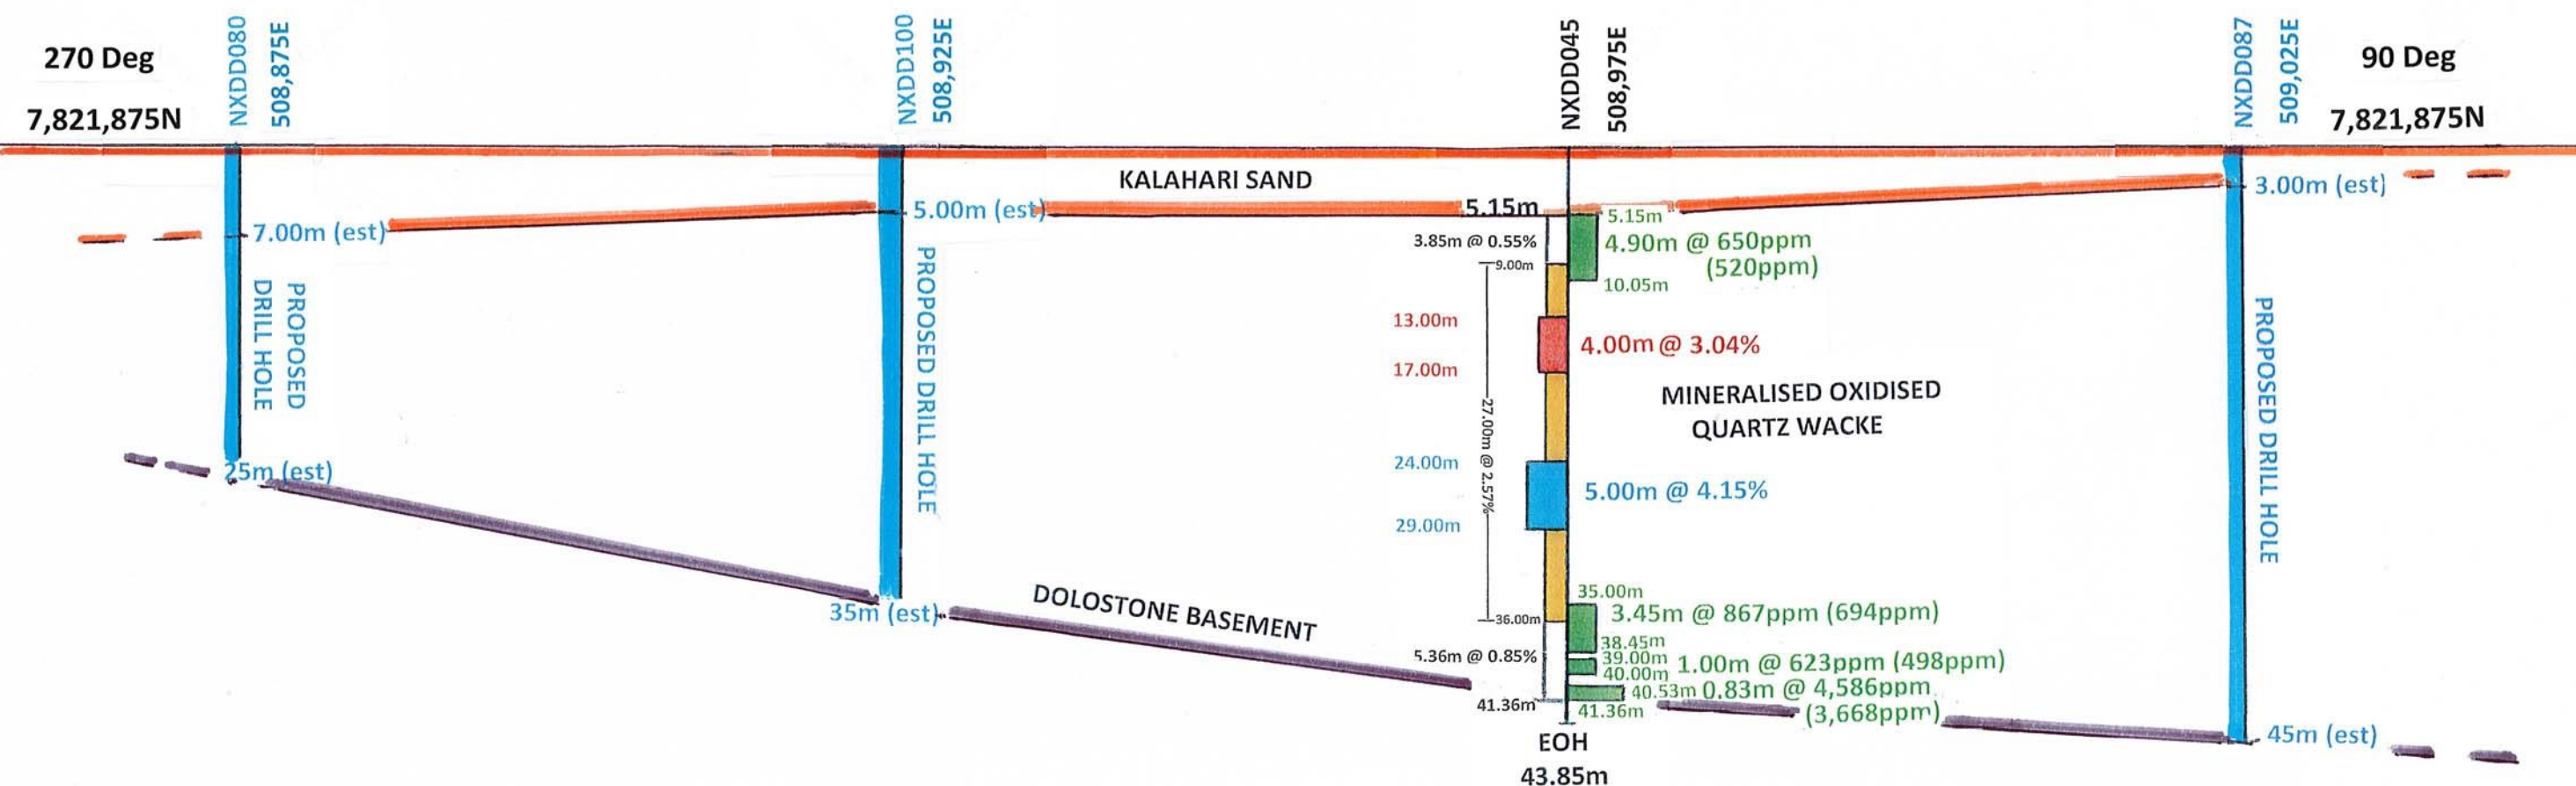 270 Deg
7,821,875N
NXDD080
508,875E
NXDD100
508,925E
NXDD045
508,975E
NXDD087
509,025E
90 Deg
7,821,875N
KALAHARI SAND
7.00m (est)
5.00m (est)
5.15m
5.15m
3.00m (est)
3.85m @ 0.55%
4.90m @ 650ppm
(520ppm)
9.00m
10.05m
PROPOSED
DRILL HOLE
PROPOSED DRILL HOLE
13.00m
4.00m @ 3.04%
17.00m
MINERALISED OXIDISED
QUARTZ WACKE
PROPOSED DRILL HOLE
27.00m @ 2.57%
24.00m
5.00m @ 4.15%
29.00m
25m (est)
35m (est)
DOLOSTONE BASEMENT
35.00m
3.45m @ 867ppm (694ppm)
36.00m
38.45m
5.36m @ 0.85%
39.00m
1.00m @ 623ppm (498ppm)
40.00m
40.53m
0.83m @ 4,586ppm
(3,668ppm)
41.36m
41.36m
45m (est)
EOH
43.85m